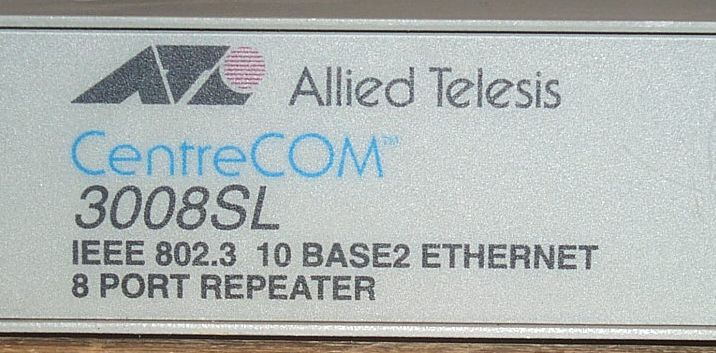 Allied Telesis
CentreCOM™
3008SL
IEEE 802.3 10 BASE2 ETHERNET
8 PORT REPEATER